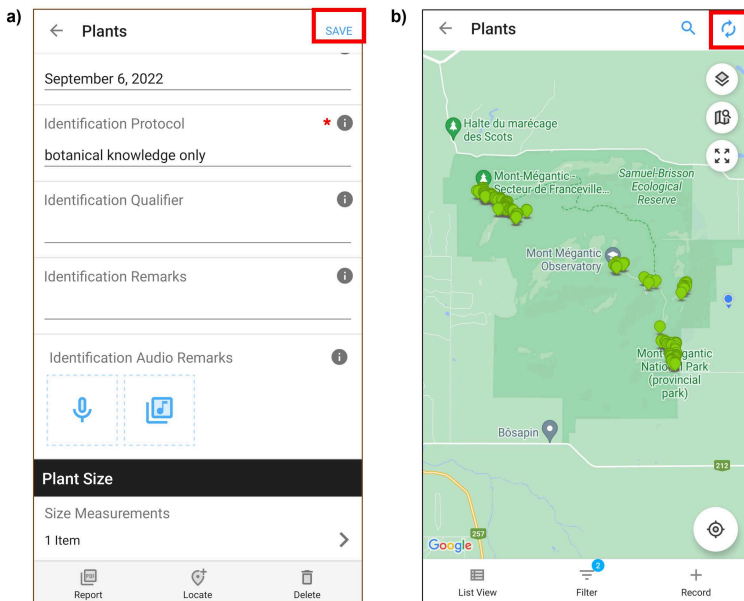 a)
Plants
SAVE
September 6, 2022
Identification Protocol *
botanical knowledge only
Identification Qualifier
Identification Remarks
Identification Audio Remarks
Plant Size
Size Measurements
1 Item
PDF
Report
Locate
Delete
b)
Plants
Halte du marécage
des Scots
Mont-Mégantic -
Secteur de Franceville...
Samuel-Brisson
Ecological
Reserve
Mont Mégantic
Observatory
Mont Mégantic
National Park
(provincial
park)
Bôsapin
212
257
Google
List View
2
Filter
Record